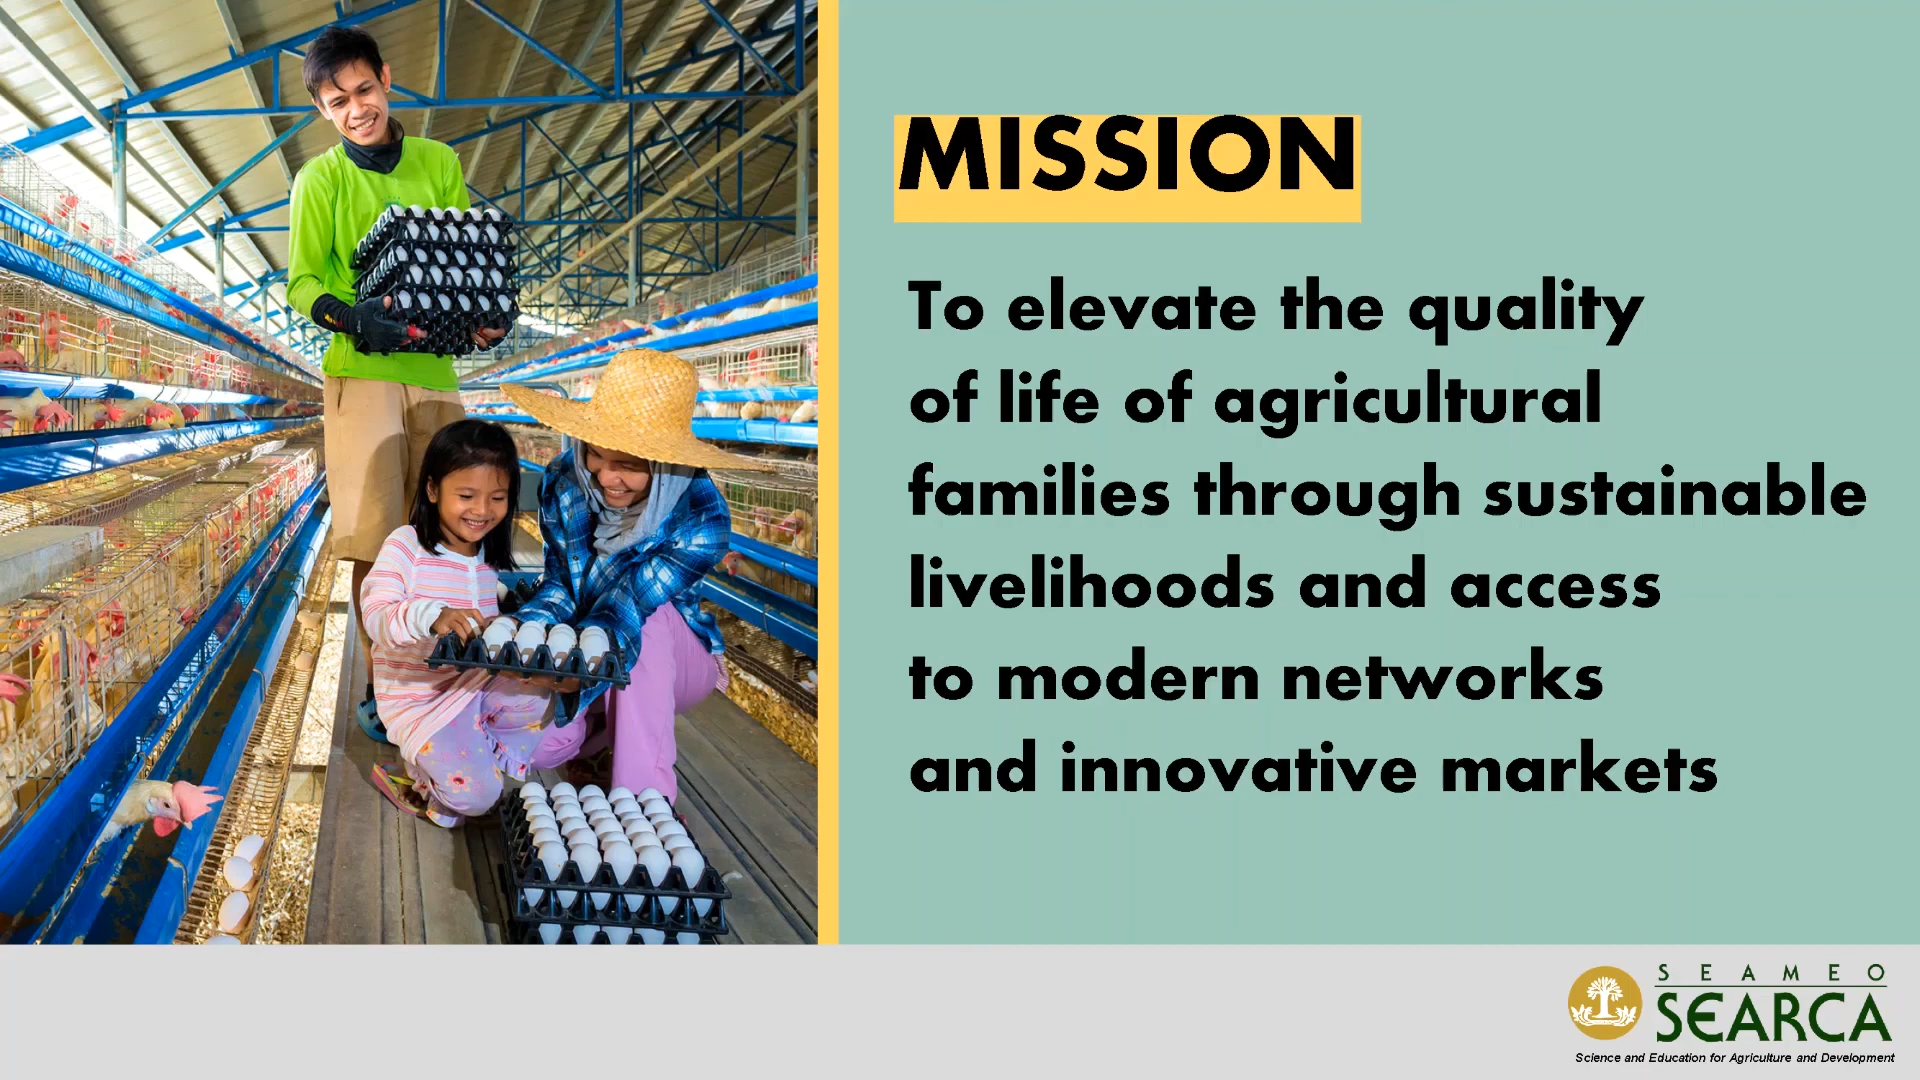 MISSION
To elevate the quality
of life of agricultural
families through sustainable
livelihoods and access
to modern networks
and innovative markets
SEAMEO
SEARCA
Science and Education for Agriculture and Development